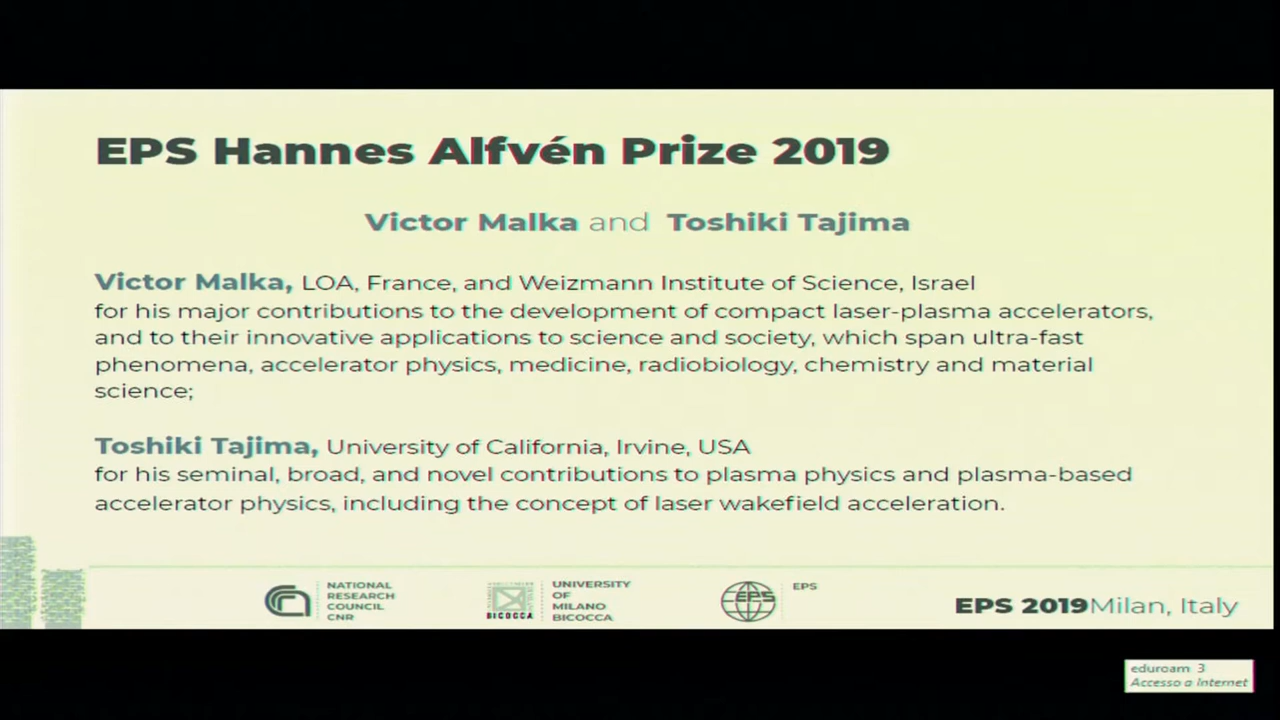 EPS Hannes Alfvén Prize 2019
Victor Malka and Toshiki Tajima
Victor Malka, LOA, France, and Weizmann Institute of Science, Israel
for his major contributions to the development of compact laser-plasma accelerators,
and to their innovative applications to science and society, which span ultra-fast
phenomena, accelerator physics, medicine, radiobiology, chemistry and material
science;
Toshiki Tajima, University of California, Irvine, USA
for his seminal, broad, and novel contributions to plasma physics and plasma-based
accelerator physics, including the concept of laser wakefield acceleration.
NATIONAL
RESEARCH
COUNCIL
CNR
BICOCCA
UNIVERSITY
OF
MILANO
BICOCCA
EPS
EPS
EPS 2019 Milan, Italy
eduroam 3
Accesso a Internet